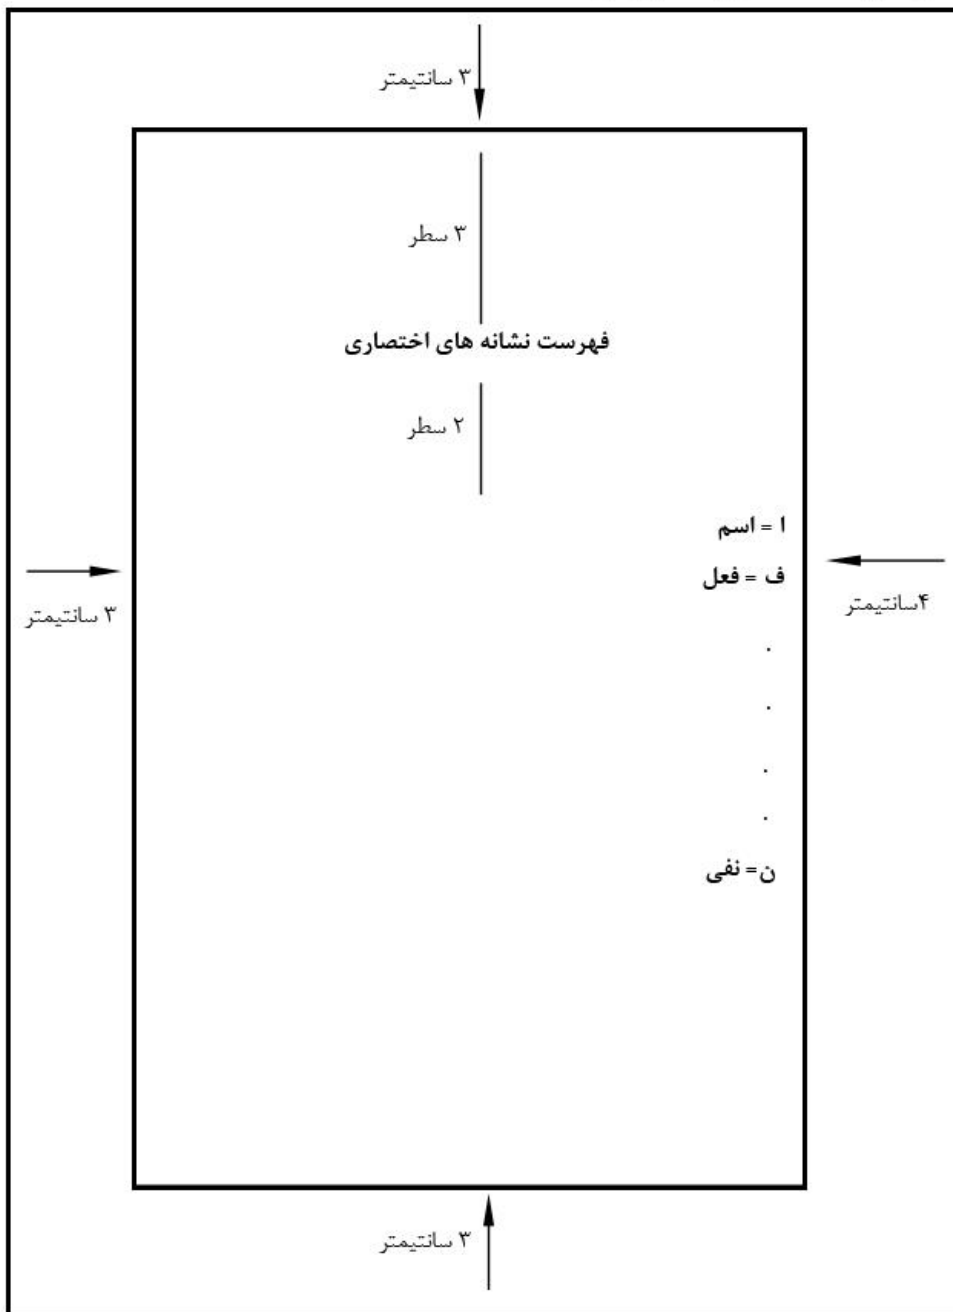 ۳ سانتیمتر
۳ سطر
فهرست نشانه های اختصاری
۲ سطر
ا = اسم
ف = فعل
۴سانتیمتر
۳ سانتیمتر
.
.
.
.
ن= نفی
۳ سانتیمتر